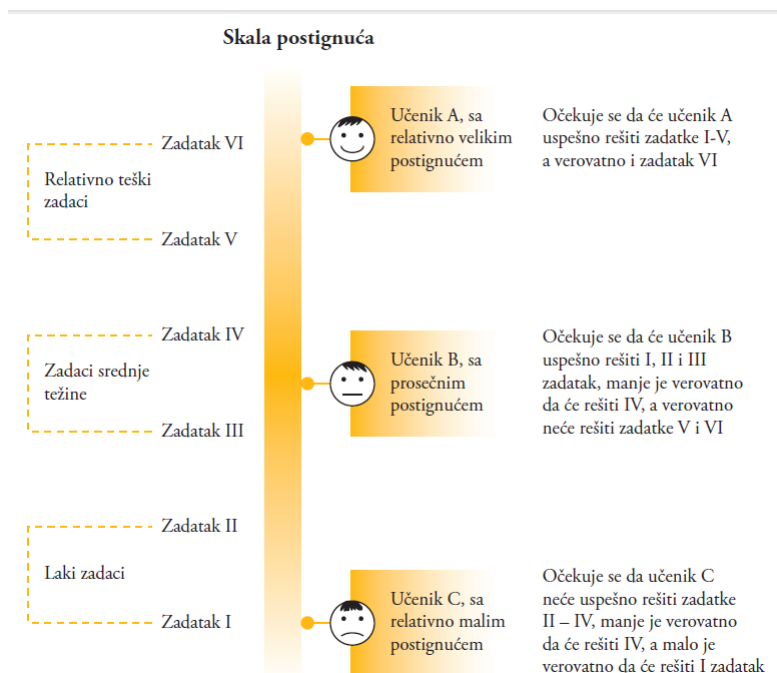 Skala postignuća
Zadatak VI
Relativno teški
zadaci
Zadatak V
Učenik A, sa
relativno velikim
postignućem
Očekuje se da će učenik A
uspešno rešiti zadatke I-V,
a verovatno i zadatak VI
Zadatak IV
Zadaci srednje
težine
Zadatak III
Učenik B, sa
prosečnim
postignućem
Očekuje se da će učenik B
uspešno rešiti I, II i III
zadatak, manje je verovatno
da će rešiti IV, a verovatno
neće rešiti zadatke V i VI
Zadatak II
Laki zadaci
Zadatak I
Učenik C, sa
relativno malim
postignućem
Očekuje se da učenik C
neće uspešno rešiti zadatke
II – IV, manje je verovatno
da će rešiti IV, a malo je
verovatno da će rešiti I zadatak